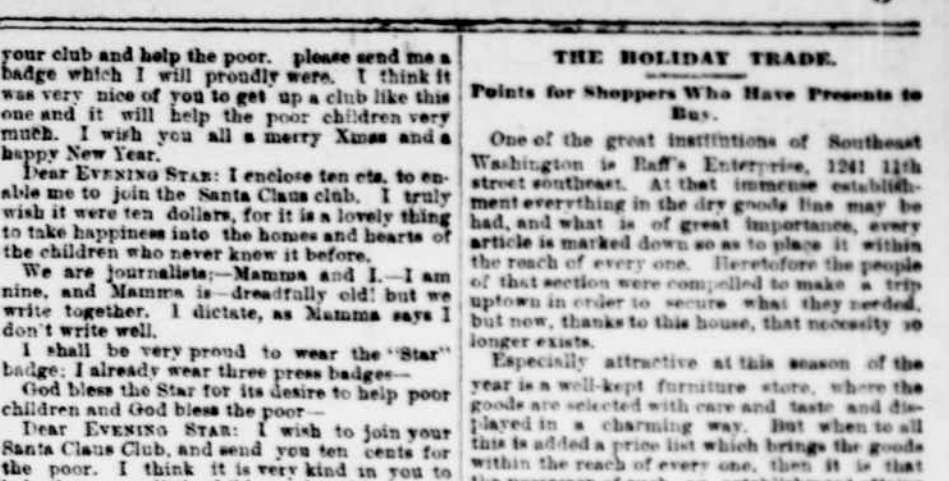 your club and help the poor. please send me a
badge which I will proudly were. I think it
was very nice of you to get up a club like this
one and it will help the poor children very
much. I wish you all a merry Xmas and a
happy New Year.
Dear EVENING STAR: I enclose ten cts. to en-
able me to join the Santa Claus club. I truly
wish it were ten dollars, for it is a lovely thing
to take happiness into the homes and hearts of
the children who never knew it before.
We are journalists;—Mamma and I.—I am
nine, and Mamma is—dreadfully old! but we
write together. I dictate, as Mamma says I
don't write well.
I shall be very proud to wear the "Star"
badge; I already wear three press badges—
God bless the Star for its desire to help poor
children and God bless the poor—
Dear EVENING STAR: I wish to join your
Santa Claus Club, and send you ten cents for
the poor. I think it is very kind in you to
THE HOLIDAY TRADE.
Points for Shoppers Who Have Presents to
Buy.
One of the great institutions of Southeast
Washington is Raff's Enterprise, 1241 11th
street southeast. At that immense establish-
ment everything in the dry goods line may be
had, and what is of great importance, every
article is marked down so as to place it within
the reach of every one. Heretofore the people
of that section were compelled to make a trip
uptown in order to secure what they needed,
but now, thanks to this house, that necessity no
longer exists.
Especially attractive at this season of the
year is a well-kept furniture store, where the
goods are selected with care and taste and dis-
played in a charming way. But when to all
this is added a price list which brings the goods
within the reach of every one, then it is that